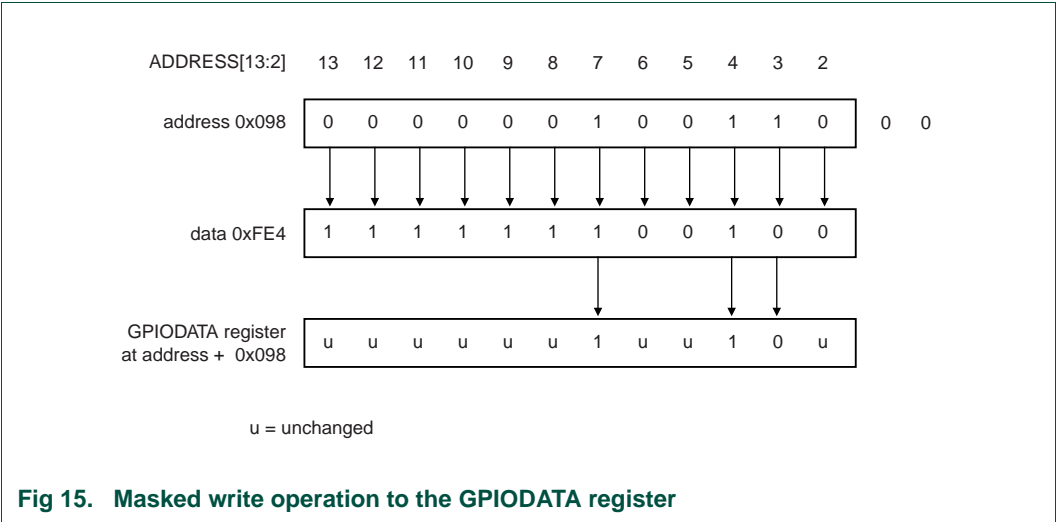 ADDRESS[13:2] 13 12 11 10 9 8 7 6 5 4 3 2
address 0x098 0 0 0 0 0 0 1 0 0 1 1 0 0 0
data 0xFE4 1 1 1 1 1 1 1 0 0 1 0 0
GPIODATA register
at address + 0x098 u u u u u u 1 u u 1 0 u
u = unchanged
Fig 15. Masked write operation to the GPIODATA register